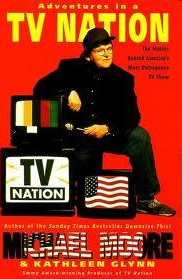 Adventures in a
TV NATION
The Stories
Behind America's
Most Outrageous
TV Show
TV
NATION
Author of the Sunday Times Bestseller Downsize This!
MICHAEL MOORE
& KATHLEEN GLYNN
Emmy Award-winning Producer of TV Nation